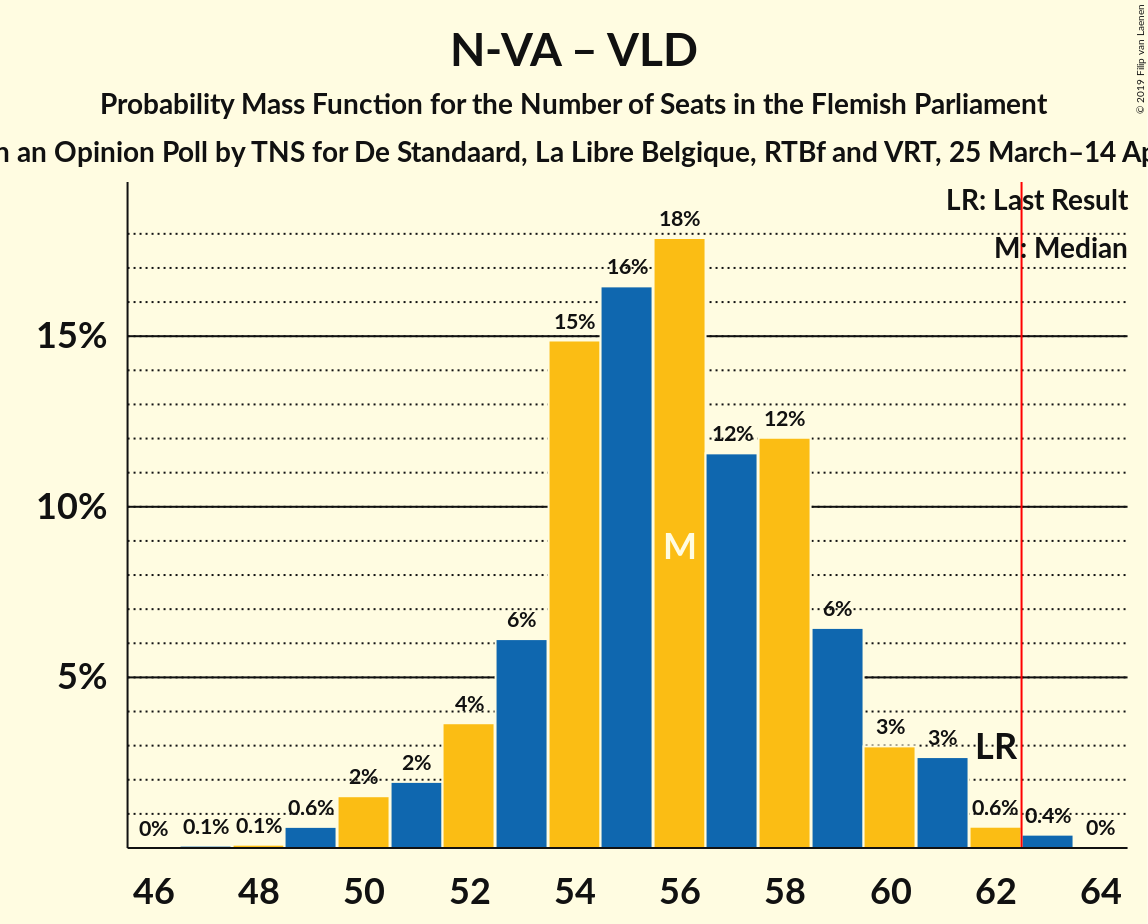 N-VA – VLD
Probability Mass Function for the Number of Seats in the Flemish Parliament
an Opinion Poll by TNS for De Standaard, La Libre Belgique, RTBf and VRT, 25 March–14
© 2019 Filip van Laenen
LR: Last Result
M: Median
18%
16%
15%
15%
12%
12%
10%
M
6%
6%
5%
4%
3%
3%
LR
2%
2%
0.6%
0.6%
0.4%
0%
0.1%
0.1%
0%
46 48 50 52 54 56 58 60 62 64